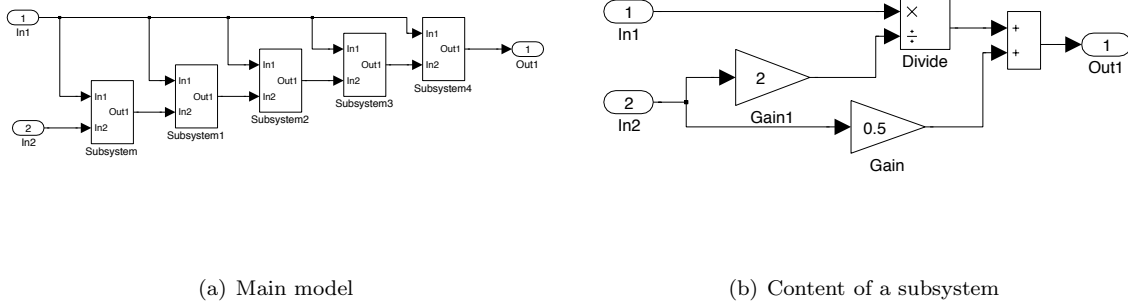 1
In1
2
In2
In1
In2
Out1
Subsystem
In1
In2
Out1
Subsystem1
In1
In2
Out1
Subsystem2
In1
In2
Out1
Subsystem3
In1
In2
Out1
Subsystem4
1
Out1
(a) Main model
1
In1
2
In2
2
Gain1
0.5
Gain
×
÷
Divide
+
+
1
Out1
(b) Content of a subsystem